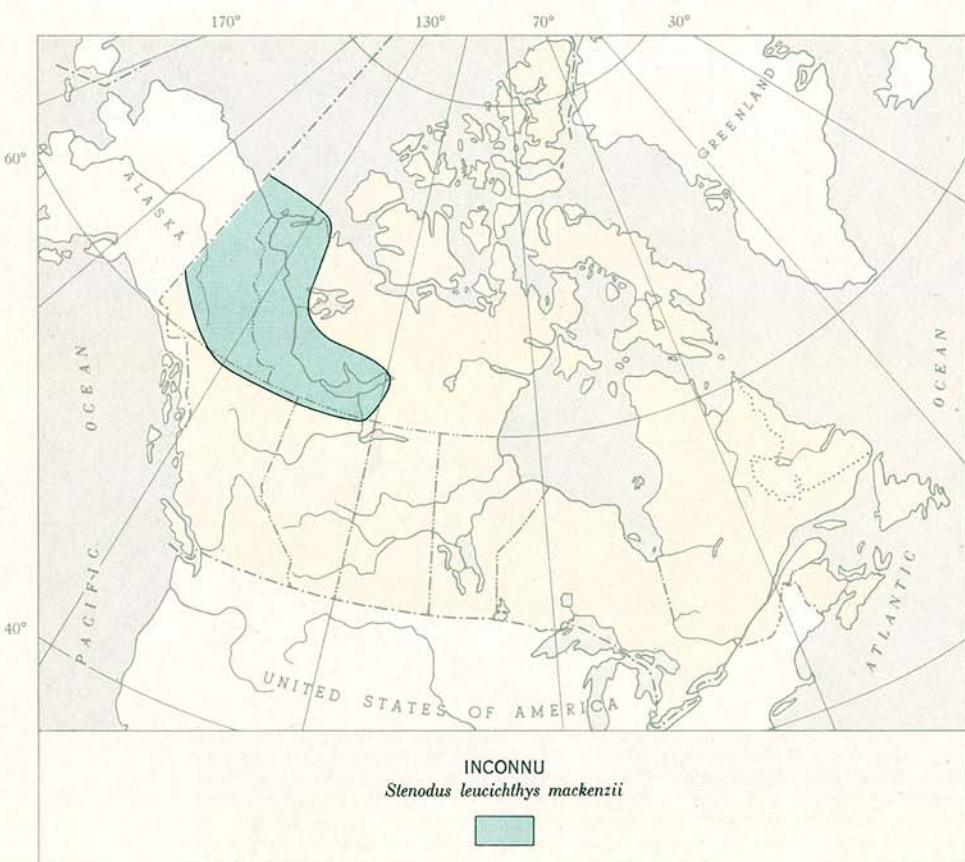 170° 130° 70° 30°
60°
40°
ALASKA
GREENLAND
PACIFIC OCEAN
ATLANTIC OCEAN
UNITED STATES OF AMERICA
INCONNU
Stenodus leucichthys mackenzii